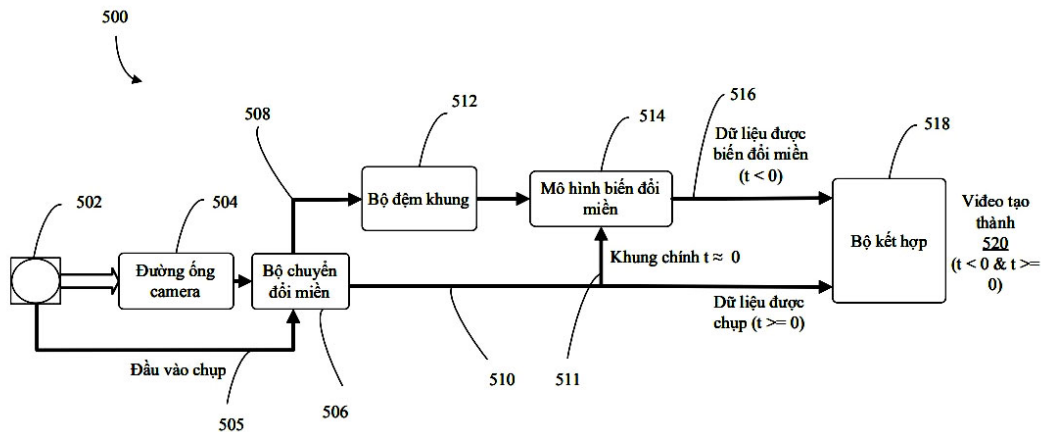 500
508
512
514
516
518
Dữ liệu được
biến đổi miền
(t < 0)
502
504
Bộ đệm khung
Mô hình biến đổi
miền
Bộ kết hợp
Viđeo tạo
thành
520
(t < 0 & t >=
0)
Đường ống
camera
Bộ chuyển
đổi miền
Khung chính t ≈ 0
Dữ liệu được
chụp (t >= 0)
Đầu vào chụp
505
506
510
511